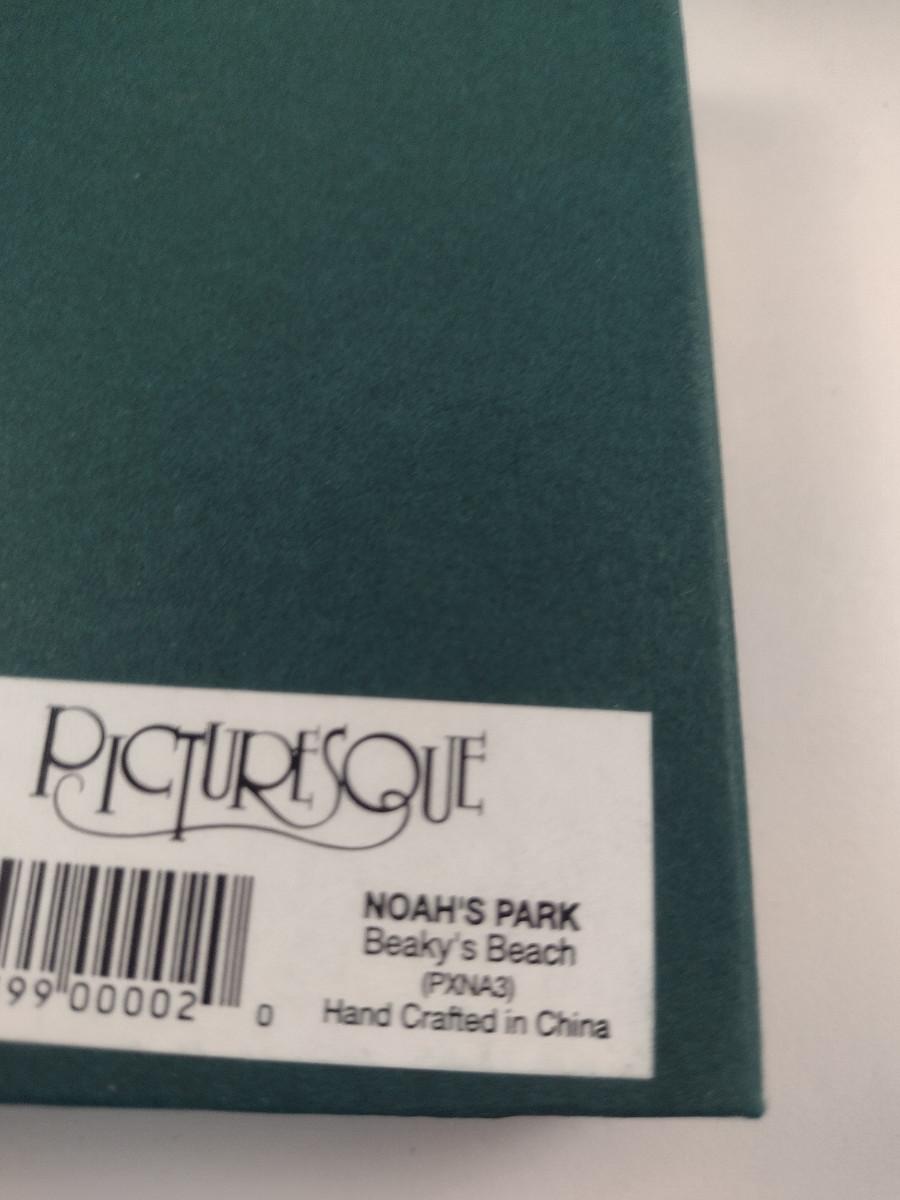 PICTURESQUE
99 00002 0
NOAH'S PARK
Beaky's Beach
(PXNA3)
Hand Crafted in China